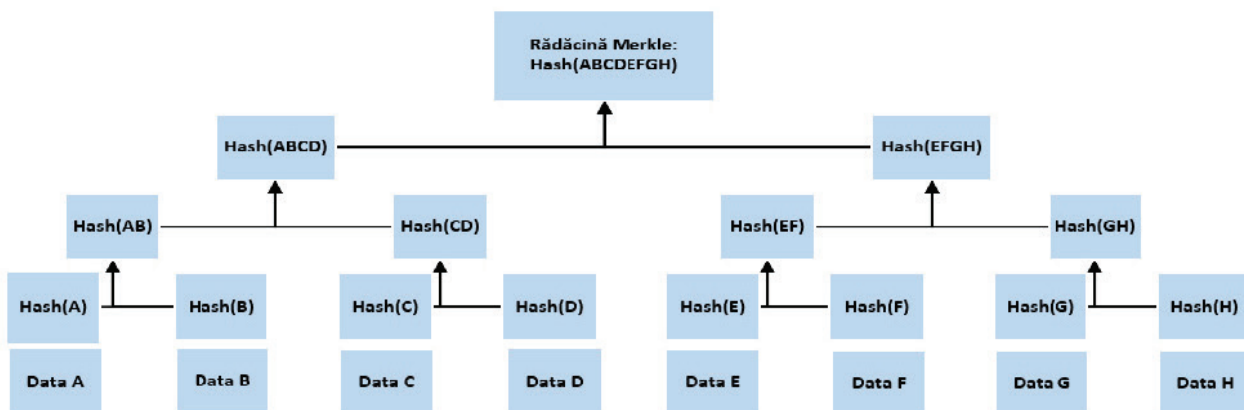 Rădăcină Merkle:
Hash(ABCDEFGH)
Hash(ABCD)
Hash(EFGH)
Hash(AB)
Hash(CD)
Hash(EF)
Hash(GH)
Hash(A)
Hash(B)
Hash(C)
Hash(D)
Hash(E)
Hash(F)
Hash(G)
Hash(H)
Data A
Data B
Data C
Data D
Data E
Data F
Data G
Data H